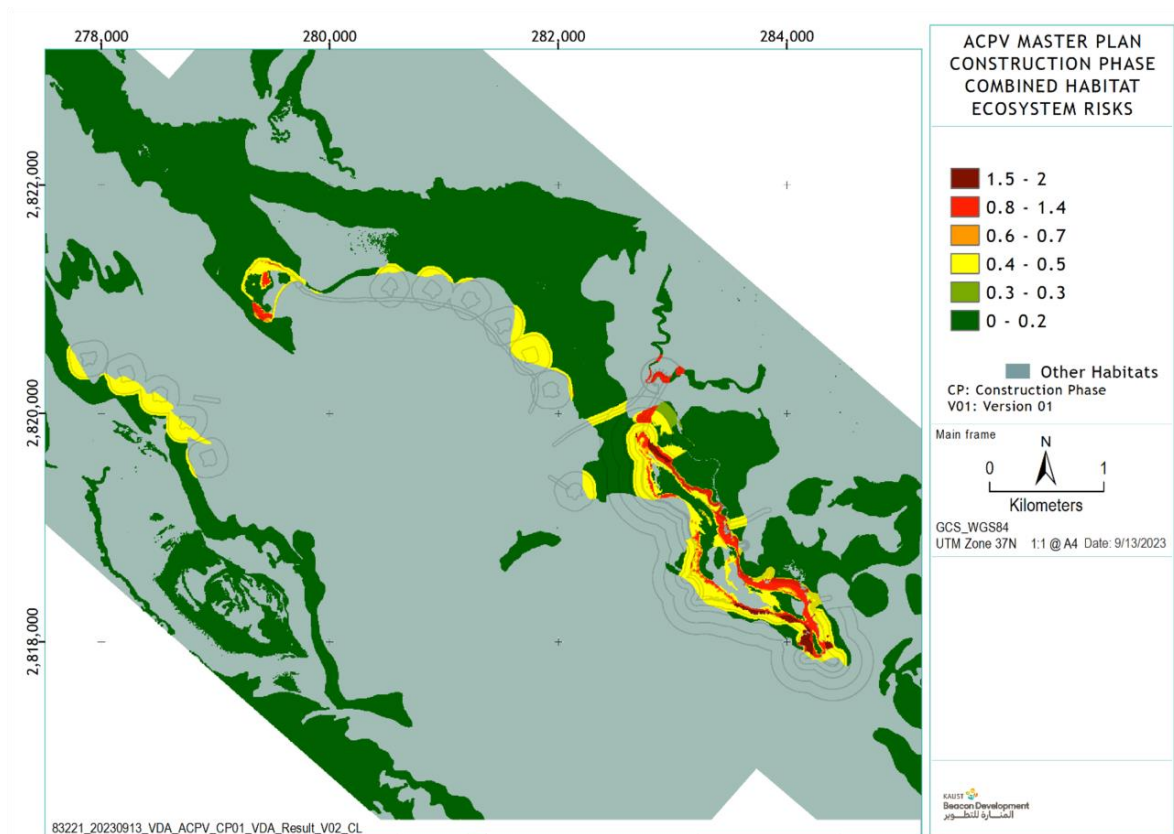 278,000 280,000 282,000 284,000
2,822,000
2,820,000
2,818,000
83221_20230913_VDA_ACPV_CP01_VDA_Result_V02_CL
ACPV MASTER PLAN
CONSTRUCTION PHASE
COMBINED HABITAT
ECOSYSTEM RISKS
1.5 - 2
0.8 - 1.4
0.6 - 0.7
0.4 - 0.5
0.3 - 0.3
0 - 0.2
Other Habitats
CP: Construction Phase
V01: Version 01
Main frame
N
0 1
Kilometers
GCS_WGS84
UTM Zone 37N 1:1 @ A4 Date: 9/13/2023
KAUST
Beacon Development
المنارة للتطوير